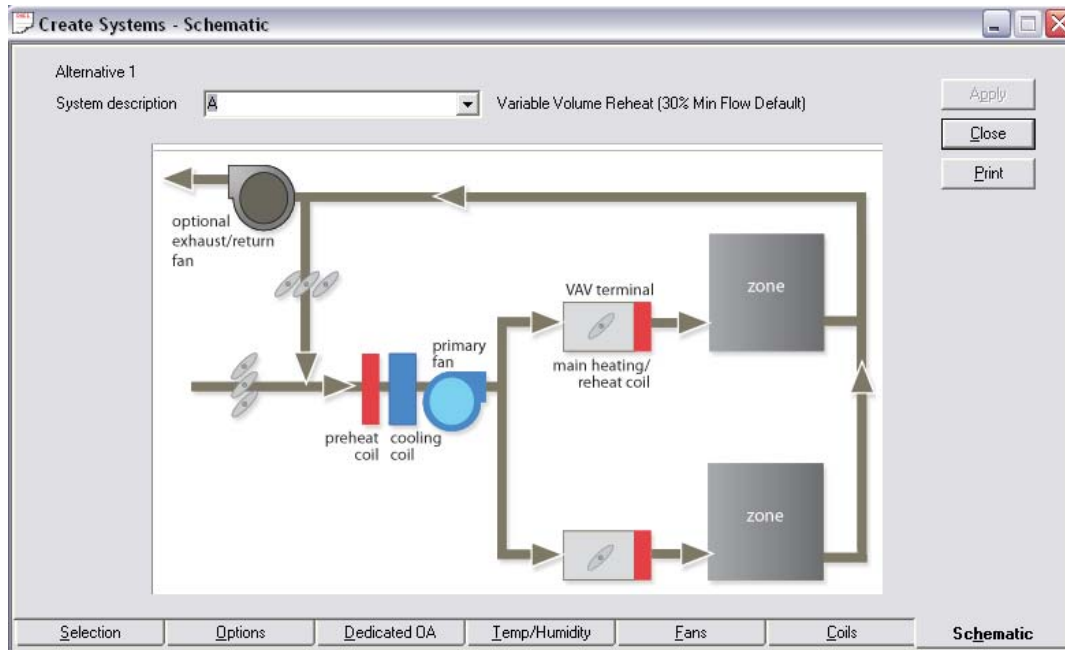 Create Systems - Schematic
Alternative 1
System description
A
Variable Volume Reheat (30% Min Flow Default)
Apply
Close
Print
optional
exhaust/return
fan
VAV terminal
zone
primary
fan
main heating/
reheat coil
preheat
coil
cooling
coil
zone
Selection
Options
Dedicated OA
Temp/Humidity
Fans
Coils
Schematic